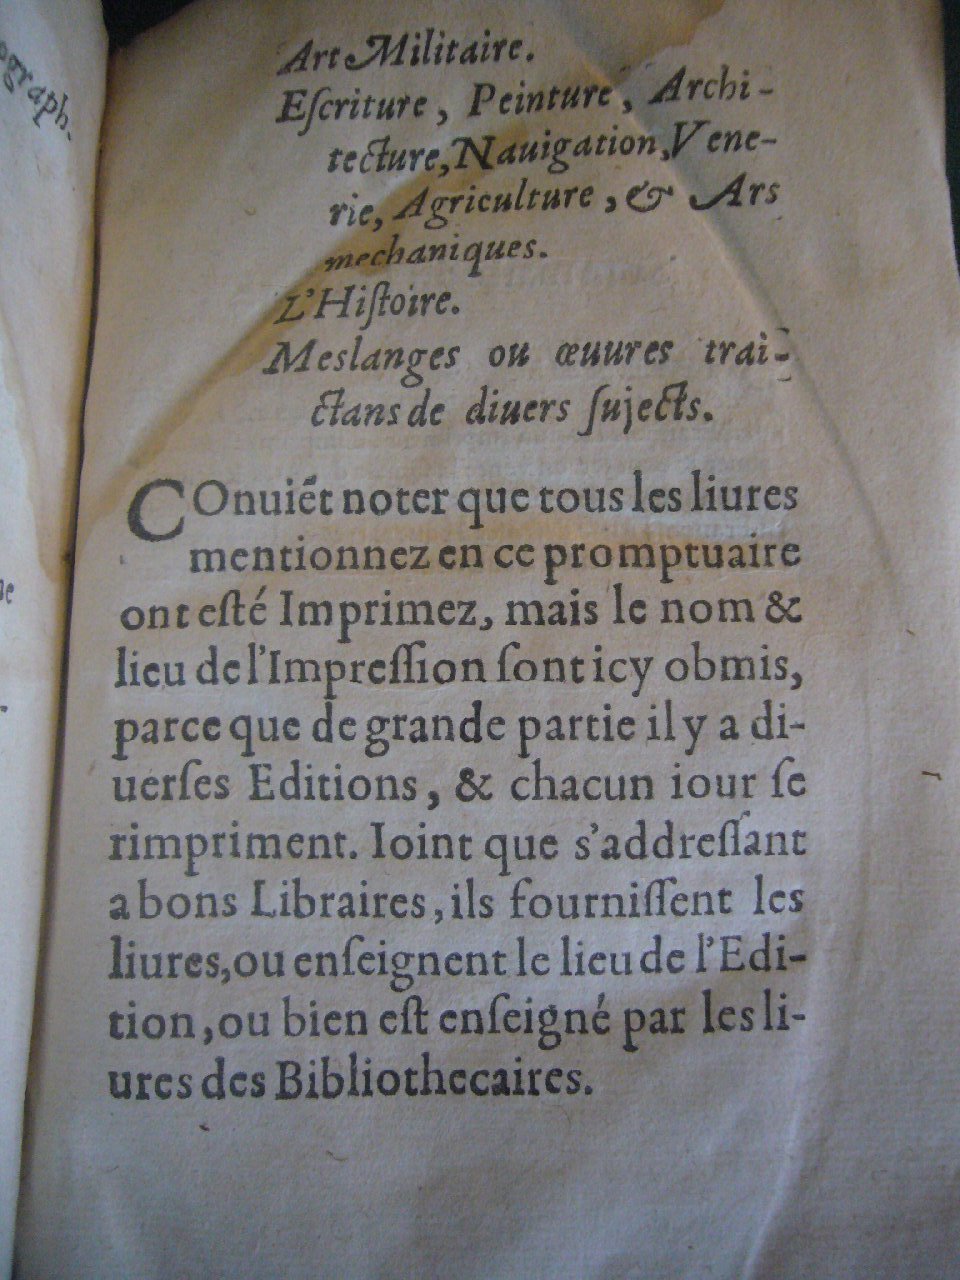 Art Militaire.
Eſcriture, Peinture, Archi-
tecture, Nauigation, Vene-
rie, Agriculture, & Ars
mechaniques.
L'Hiſtoire.
Meslanges ou œuures trai-
ctans de diuers ſujects.
COnuiẽt noter que tous les liures
mentionnez en ce promptuaire
ont eſté Imprimez, mais le nom &
lieu de l'Impreſſion ſont icy obmis,
parce que de grande partie il y a di-
uerſes Editions, & chacun iour ſe
rimpriment. Ioint que s'addreſſant
a bons Libraires, ils fourniſſent les
liures, ou enſeignent le lieu de l'Edi-
tion, ou bien eſt enſeigné par les li-
ures des Bibliothecaires.